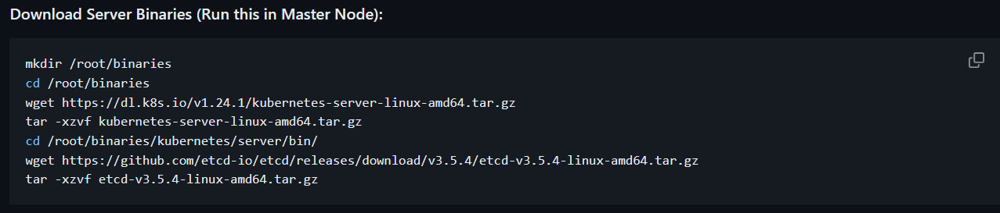 Download Server Binaries (Run this in Master Node):
mkdir /root/binaries
cd /root/binaries
wget https://dl.k8s.io/v1.24.1/kubernetes-server-linux-amd64.tar.gz
tar -xzvf kubernetes-server-linux-amd64.tar.gz
cd /root/binaries/kubernetes/server/bin/
wget https://github.com/etcd-io/etcd/releases/download/v3.5.4/etcd-v3.5.4-linux-amd64.tar.gz
tar -xzvf etcd-v3.5.4-linux-amd64.tar.gz